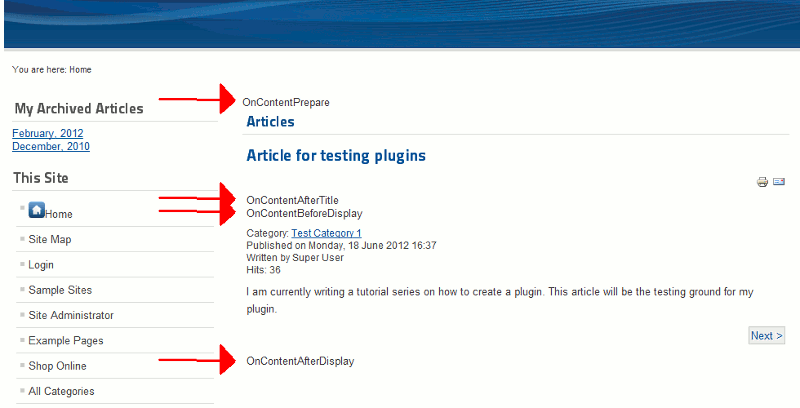 You are here: Home
My Archived Articles
February, 2012
December, 2010
This Site
Home
Site Map
Login
Sample Sites
Site Administrator
Example Pages
Shop Online
All Categories
OnContentPrepare
Articles
Article for testing plugins
OnContentAfterTitle
OnContentBeforeDisplay
Category: Test Category 1
Published on Monday, 18 June 2012 16:37
Written by Super User
Hits: 36
I am currently writing a tutorial series on how to create a plugin. This article will be the testing ground for my
plugin.
Next >
OnContentAfterDisplay